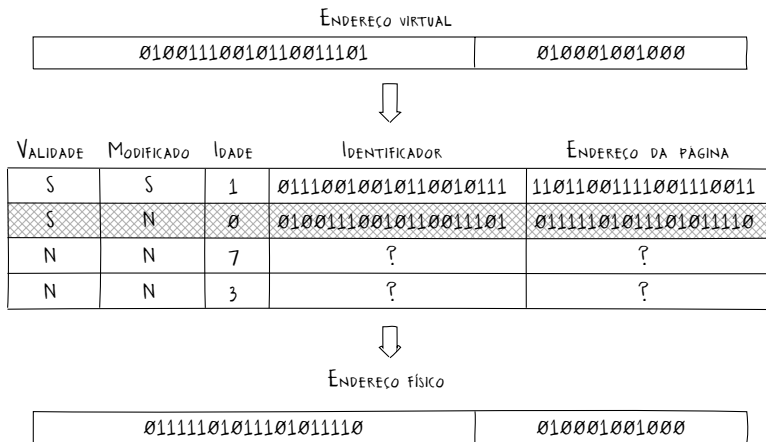 Endereço virtual
01001110010110011101 010001001000
Validade Modificado Idade Identificador Endereço da página
S S 1 01110010010110010111 11011001111001110011
S N 0 01001110010110011101 01111101011101011110
N N 7 ? ?
N N 3 ? ?
Endereço físico
01111101011101011110 010001001000